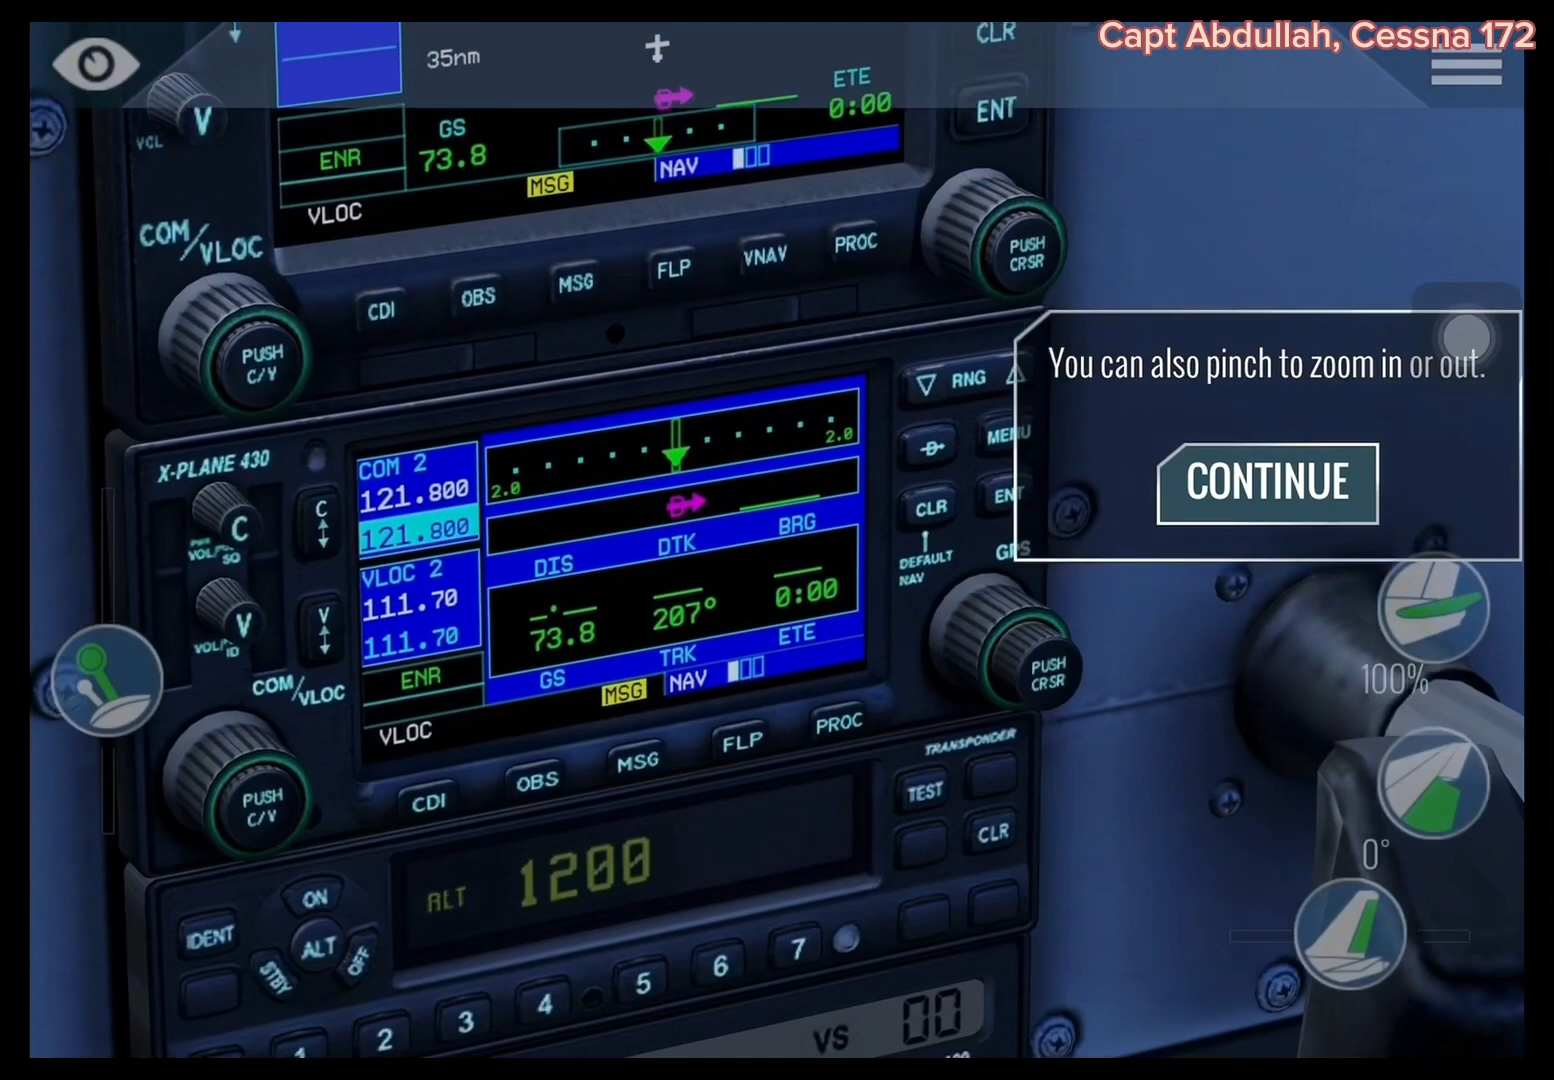 Capt Abdullah, Cessna 172
35nm
CLR
ETE
0:00
ENT
V
VCL
GS
73.8
ENR
NAV
MSG
VLOC
COM/VLOC
CDI
OBS
MSG
FLP
VNAV
PROC
PUSH
CRSR
PUSH
C/V
You can also pinch to zoom in or out.
CONTINUE
X-PLANE 430
RNG
MENU
CLR
ENT
DEFAULT
NAV
GPS
COM 2
121.800
121.800
VLOC 2
111.70
111.70
ENR
VLOC
2.0
2.0
DIS
DTK
BRG
73.8
207°
0:00
GS
TRK
ETE
MSG
NAV
C
C
V
V
COM/VLOC
PUSH
C/V
PUSH
CRSR
CDI
OBS
MSG
FLP
PROC
100%
0°
TRANSPONDER
TEST
CLR
ALT
1200
IDENT
ON
ALT
STBY
OFF
1
2
3
4
5
6
7
VS
00